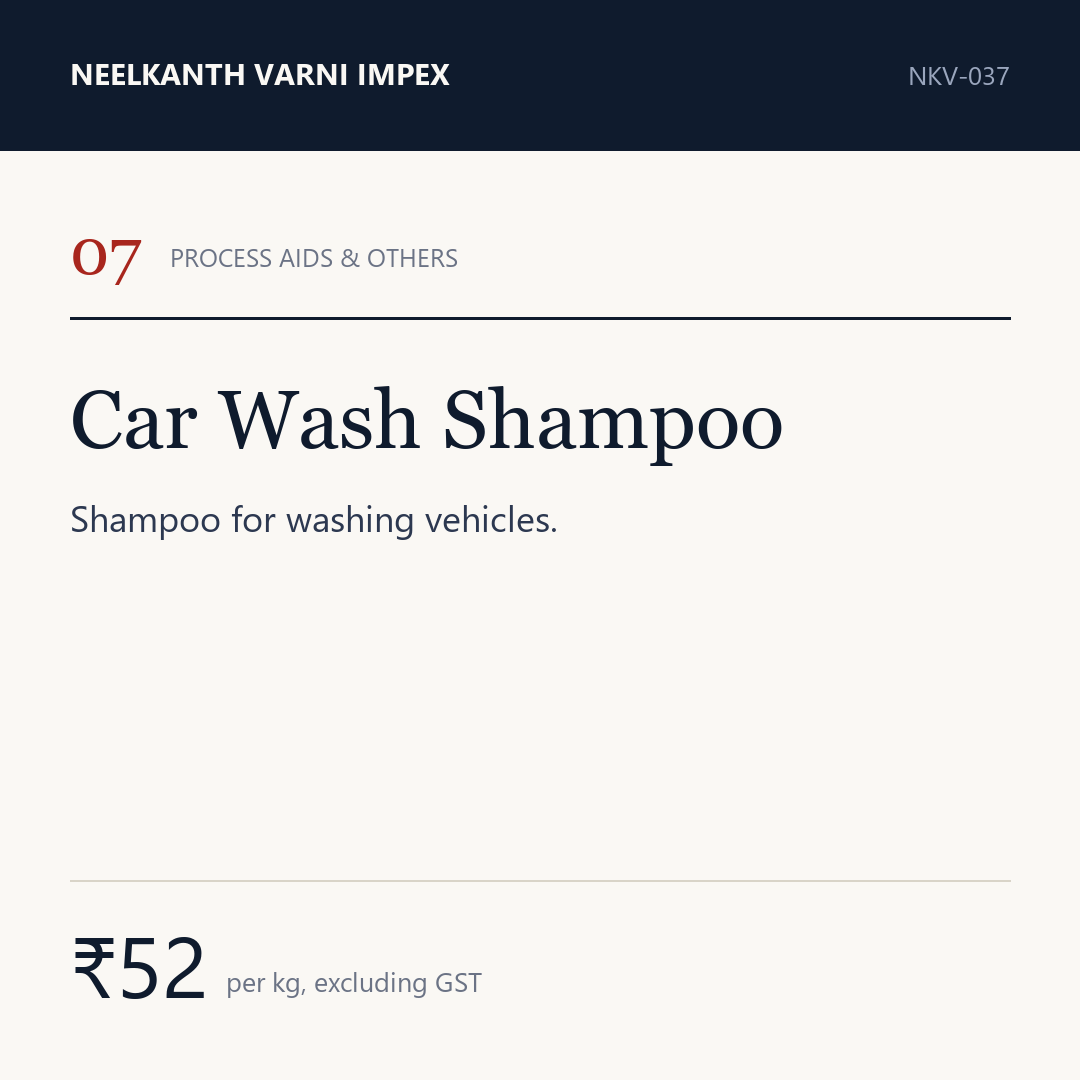 NEELKANTH VARNI IMPEX
NKV-037
07 PROCESS AIDS & OTHERS
Car Wash Shampoo
Shampoo for washing vehicles.
₹52 per kg, excluding GST